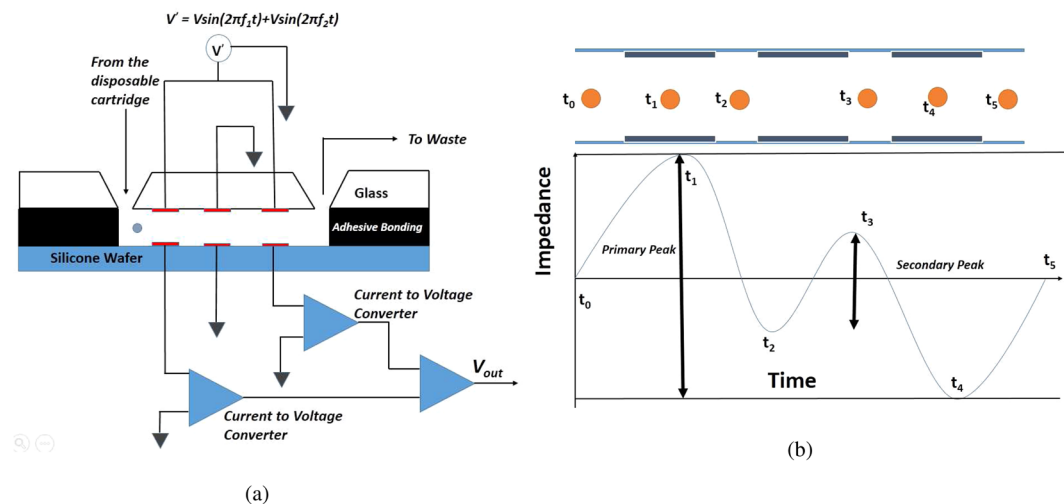 V' = Vsin(2πf₁t)+Vsin(2πf₂t)
V'
From the
disposable
cartridge
To Waste
Glass
Adhesive Bonding
Silicone Wafer
Current to Voltage
Converter
V_out
Current to Voltage
Converter
(a)
t₀
t₁
t₂
t₃
t₄
t₅
Impedance
t₁
Primary Peak
t₃
Secondary Peak
t₅
t₀
t₂
Time
t₄
(b)